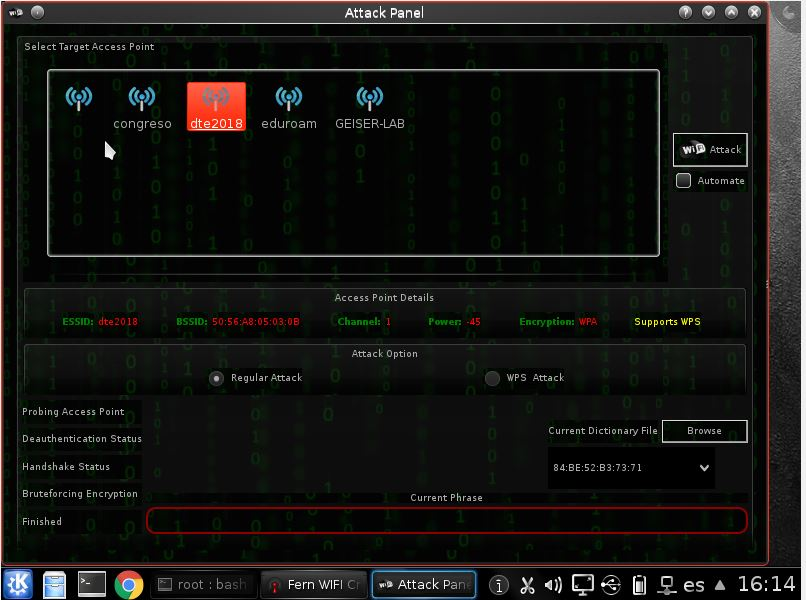 Attack Panel
Select Target Access Point
congreso
dte2018
eduroam
GEISER-LAB
WiFi Attack
Automate
Access Point Details
ESSID: dte2018 BSSID: 50:56:A8:05:03:0B Channel: 1 Power: -45 Encryption: WPA Supports WPS
Attack Option
Regular Attack WPS Attack
Probing Access Point
Current Dictionary File Browse
Deauthentication Status
Handshake Status
84:BE:52:B3:73:71
Bruteforcing Encryption
Current Phrase
Finished
root : bash
Fern WIFI
Attack
es
16:14